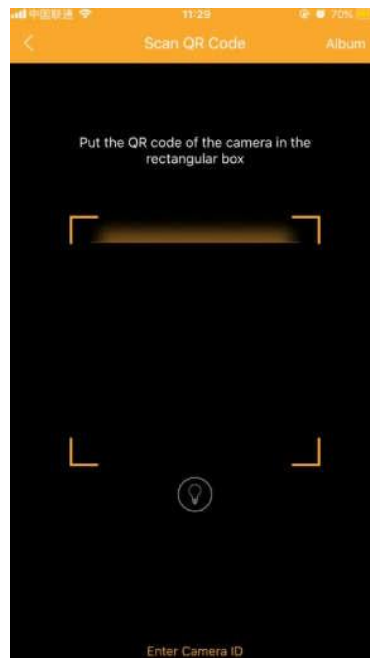 中国联通 11:29 70%
Scan QR Code Album
Put the QR code of the camera in the
rectangular box
Enter Camera ID